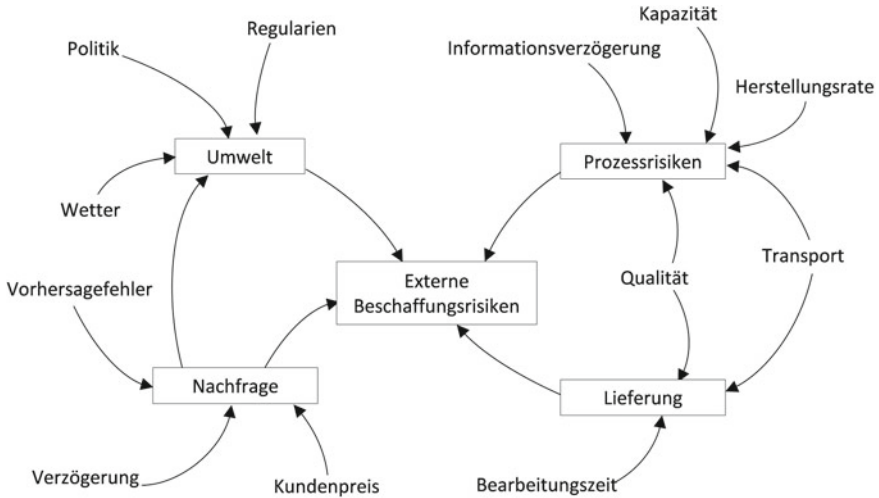 Kapazität
Regularien
Politik
Informationsverzögerung
Herstellungsrate
Umwelt
Prozessrisiken
Wetter
Transport
Externe
Beschaffungsrisiken
Qualität
Vorhersagefehler
Nachfrage
Lieferung
Verzögerung
Kundenpreis
Bearbeitungszeit